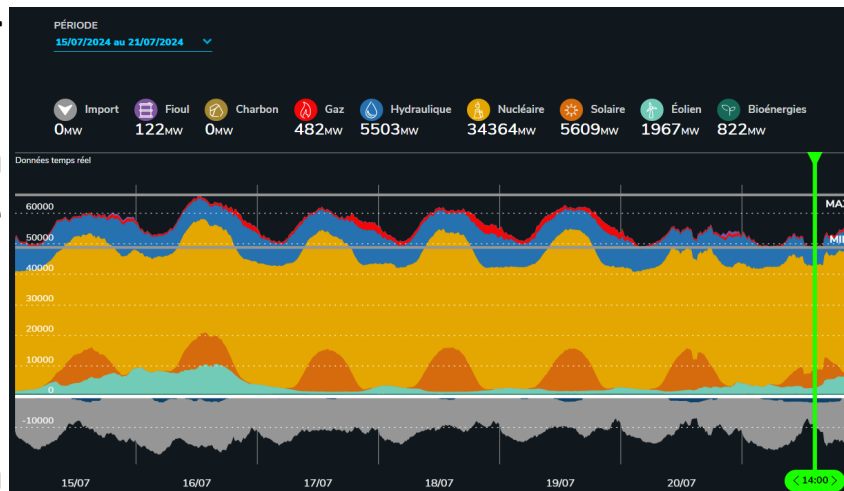 PÉRIODE
15/07/2024 au 21/07/2024
Import Fioul Charbon Gaz Hydraulique Nucléaire Solaire Éolien Bioénergies
0MW 122MW 0MW 482MW 5503MW 34364MW 5609MW 1967MW 822MW
Données temps réel
60000
MA
50000
MI
40000
30000
20000
10000
0
-10000
15/07 16/07 17/07 18/07 19/07 20/07 < 14:00 >